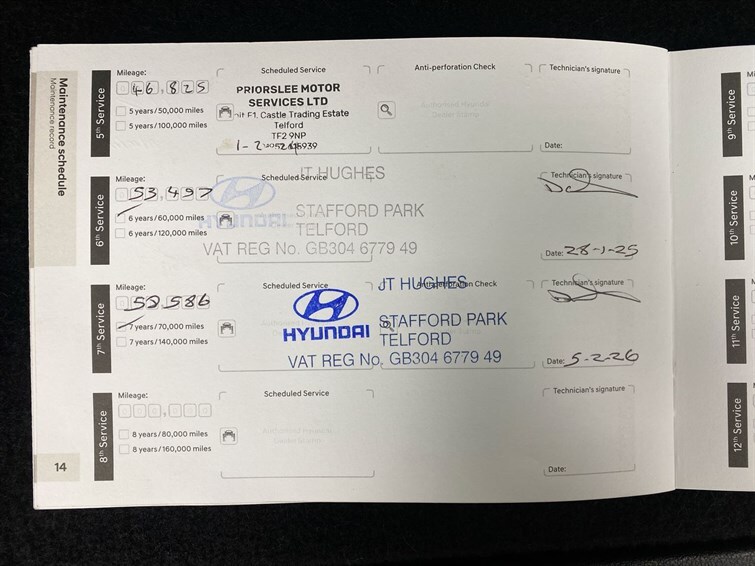 Maintenance schedule
Maintenance record
14
5th Service
Mileage:
46,825
5 years/50,000 miles
5 years/100,000 miles
Scheduled Service
PRIORSLEE MOTOR
SERVICES LTD
Unit F1, Castle Trading Estate
Telford
TF2 9NP
Anti-perforation Check
Authorised Hyundai
Dealer Stamp
Technician's signature
Date:
6th Service
Mileage:
6 years/60,000 miles
6 years/120,000 miles
Scheduled Service
JT HUGHES
HYUNDAI
STAFFORD PARK
TELFORD
VAT REG No. GB304 6779 49
Technician's signature
Date: 28-1-25
7th Service
Mileage:
7 years/70,000 miles
7 years/140,000 miles
Scheduled Service
Anti-perforation Check
JT HUGHES
HYUNDAI
STAFFORD PARK
TELFORD
VAT REG No. GB304 6779 49
Technician's signature
Date: 5-2-26
8th Service
Mileage:
8 years/80,000 miles
8 years/160,000 miles
Scheduled Service
Technician's signature
Date:
9th Service
10th Service
11th Service
12th Service